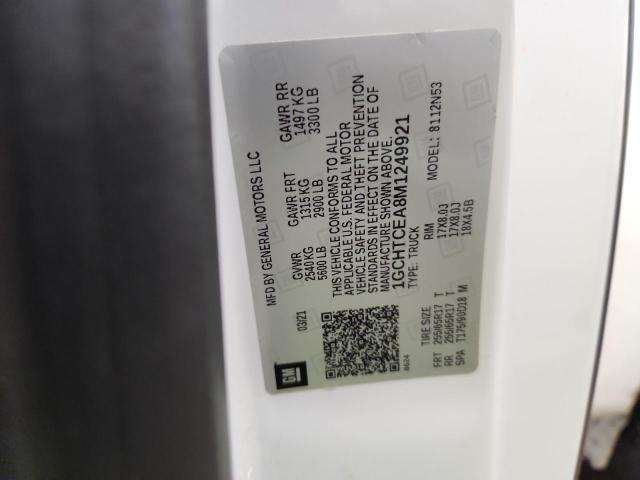 MFD BY GENERAL MOTORS LLC
03/21
GVWR
2540 KG
5600 LB
GAWR FRT
1315 KG
2900 LB
GAWR RR
1497 KG
3300 LB
THIS VEHICLE CONFORMS TO ALL
APPLICABLE U.S. FEDERAL MOTOR
VEHICLE SAFETY AND THEFT PREVENTION
STANDARDS IN EFFECT ON THE DATE OF
MANUFACTURE SHOWN ABOVE.
1GCHTCEA8M1249921
TYPE: TRUCK
MODEL: 8112N53
GM
8624
TIRE SIZE RIM
FRT 255/65R17 T 17X8.0J
RR 255/65R17 T 17X8.0J
SPA T175/90D18 M 18X4.5B